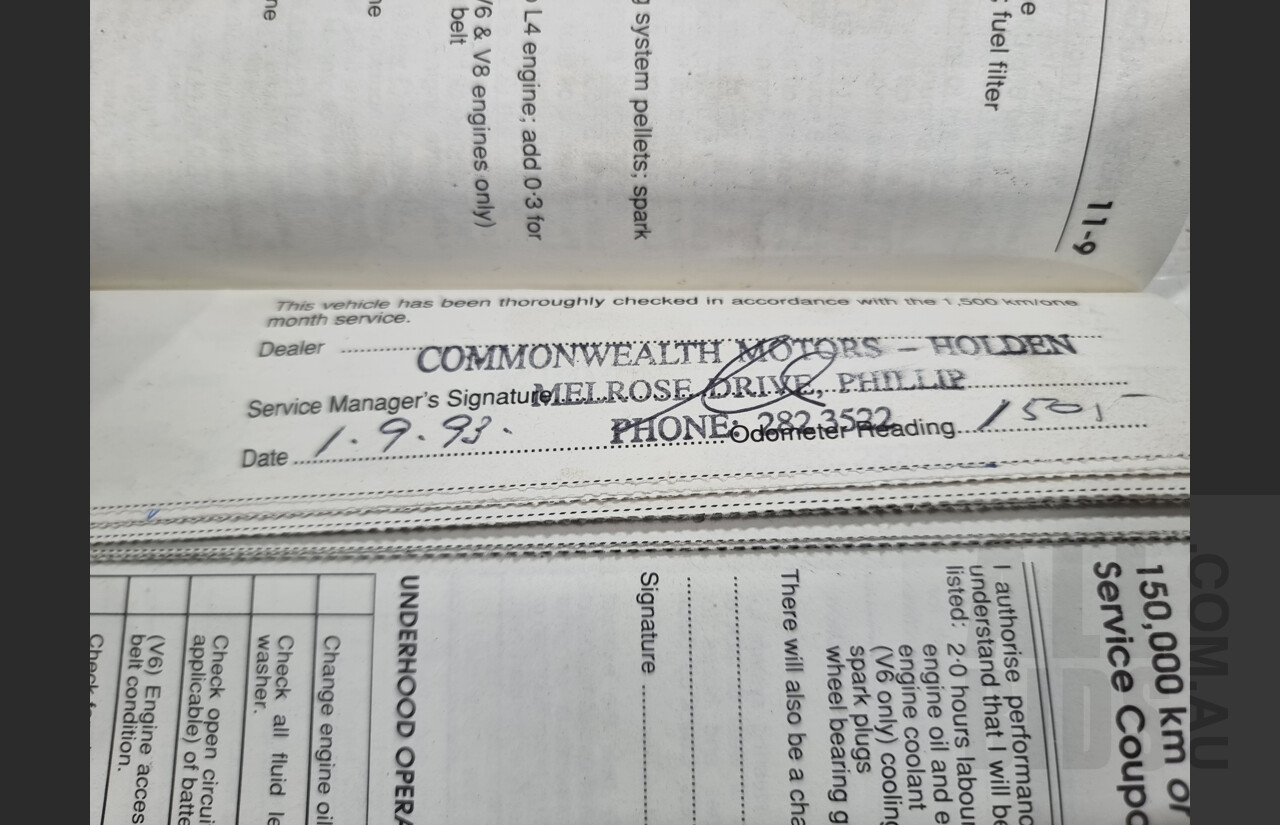 e
; fuel filter
g system pellets; spark
L4 engine; add 0·3 for
V6 & V8 engines only)
belt
ne
ne
11-9
This vehicle has been thoroughly checked in accordance with the 1,500 km/one
month service.
Dealer
COMMONWEALTH MOTORS – HOLDEN
Service Manager's Signature
MELROSE DRIVE, PHILLIP
PHONE: 282 3522
Date 1.9.93.
Odometer Reading 1501
150,000 km or
Service Coupo
I authorise performanc
understand that I will be
listed: 2·0 hours labour
engine oil and e
engine coolant
(V6 only) cooling
spark plugs
wheel bearing g
There will also be a cha
Signature
UNDERHOOD OPERA
Change engine oil
Check all fluid le
washer.
Check open circui
applicable) of batte
(V6) Engine acces
belt condition.
Check
.COM.AU